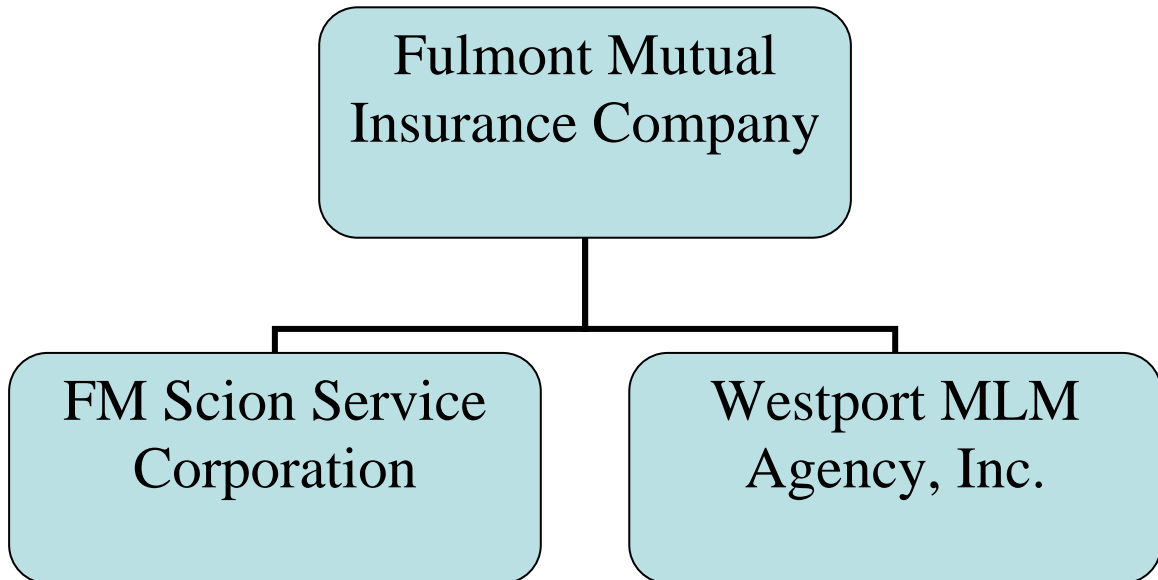 Fulmont Mutual
Insurance Company
FM Scion Service
Corporation
Westport MLM
Agency, Inc.